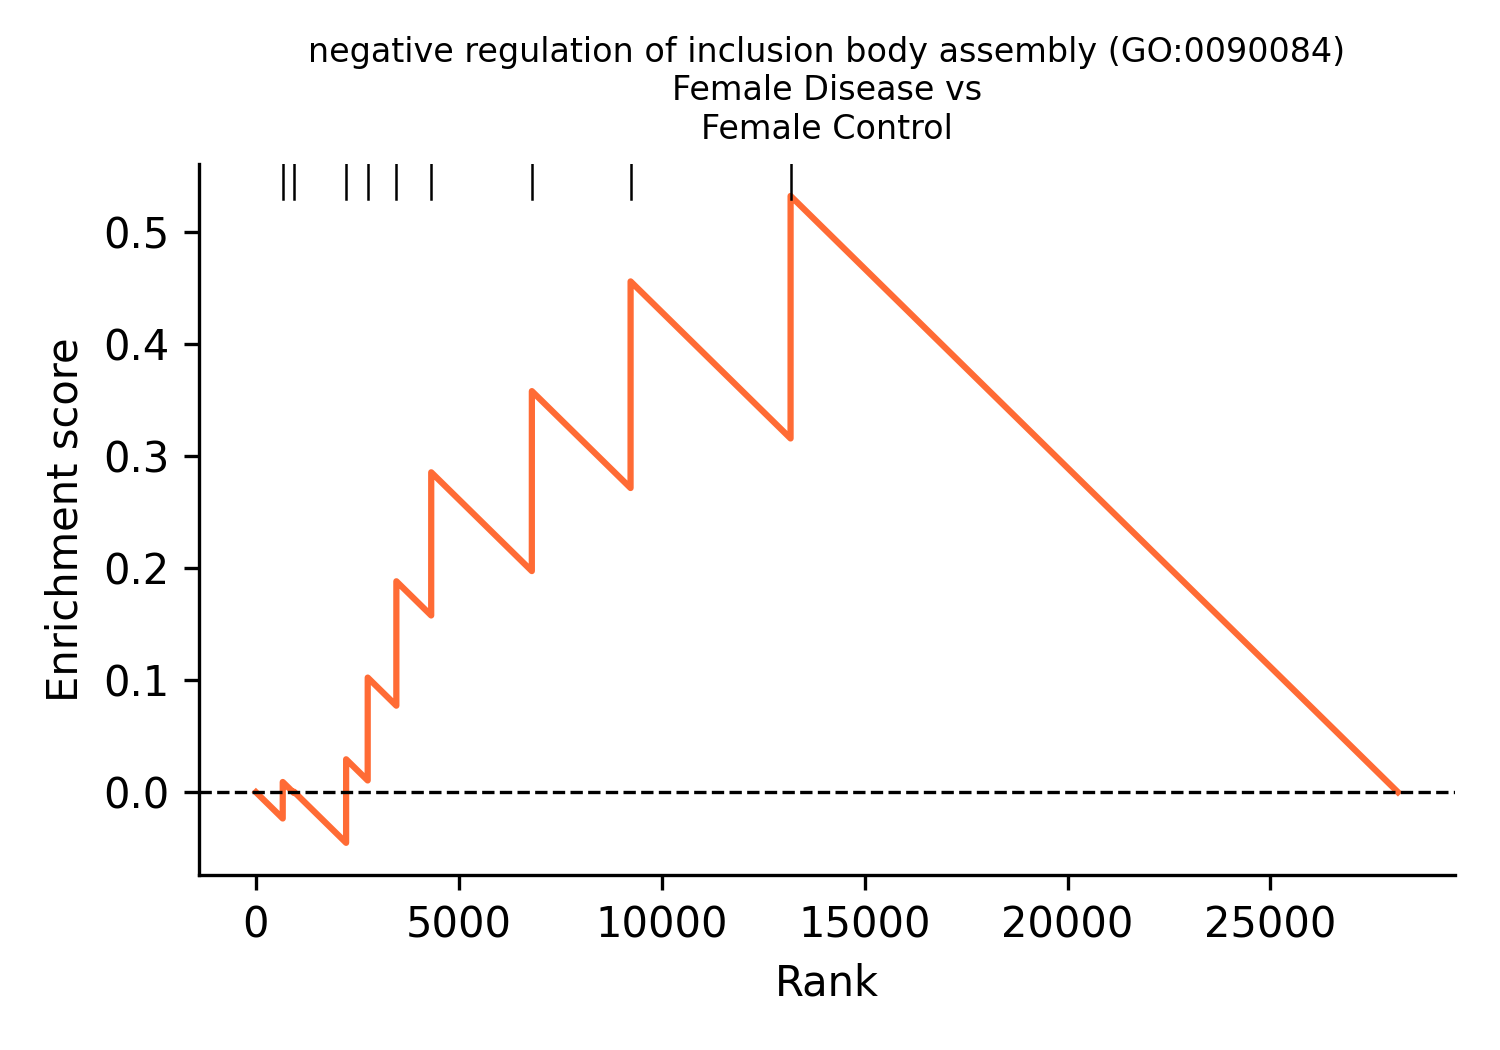 negative regulation of inclusion body assembly (GO:0090084)
Female Disease vs
Female Control
Enrichment score
0.5
0.4
0.3
0.2
0.1
0.0
0 5000 10000 15000 20000 25000
Rank